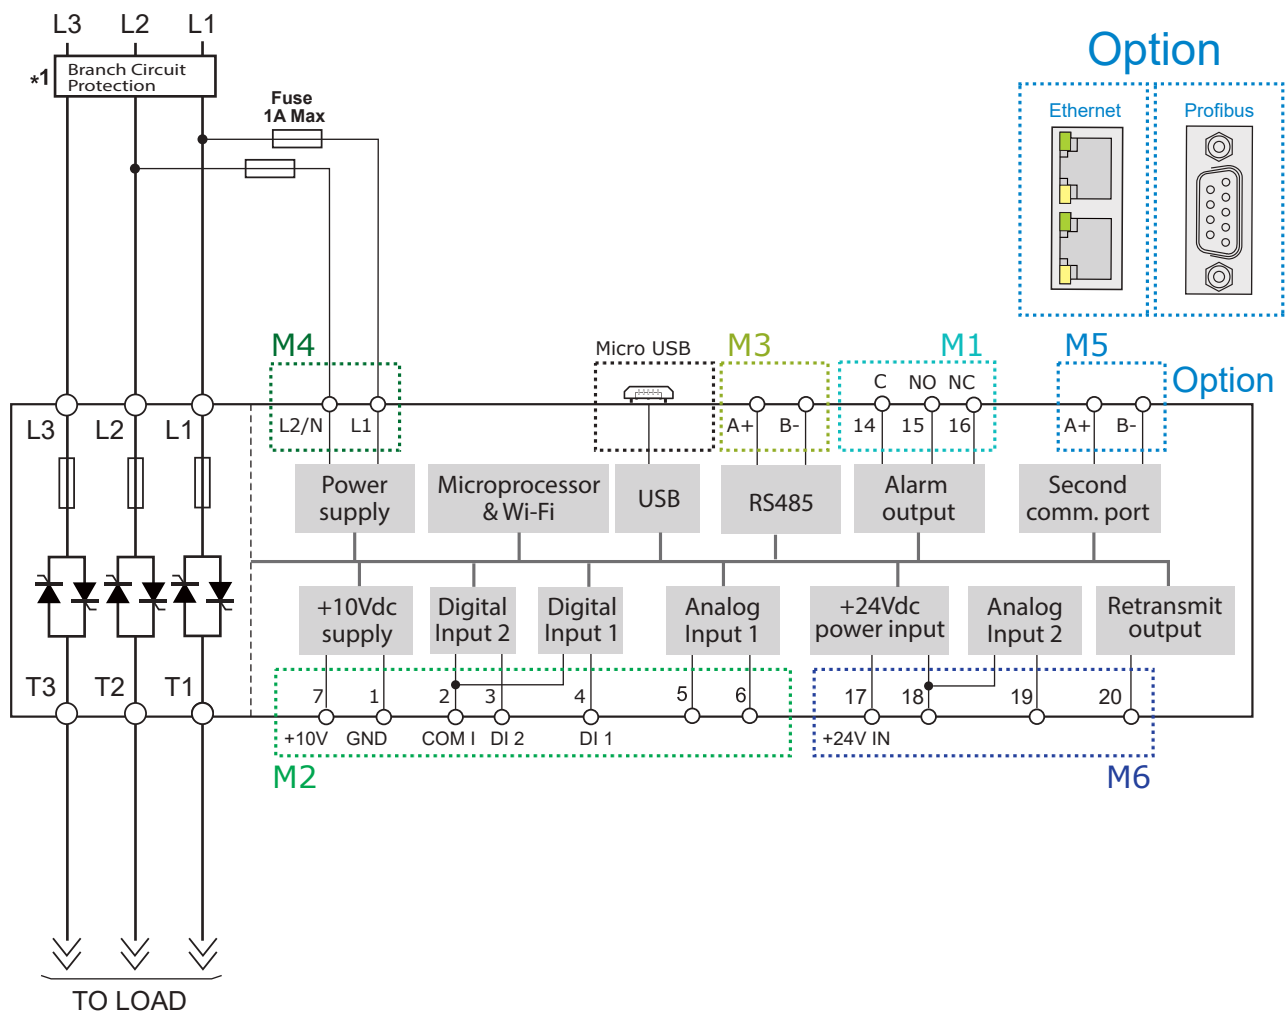 L3 L2 L1
*1 Branch Circuit
Protection
Fuse
1A Max
Option
Ethernet Profibus
M4 Micro USB M3 M1 M5
Option
C NO NC
L3 L2 L1 L2/N L1 A+ B- 14 15 16 A+ B-
Power
supply
Microprocessor
& Wi-Fi
USB
RS485
Alarm
output
Second
comm. port
+10Vdc
supply
Digital
Input 2
Digital
Input 1
Analog
Input 1
+24Vdc
power input
Analog
Input 2
Retransmit
output
T3 T2 T1 7 1 2 3 4 5 6 17 18 19 20
+10V GND COM I DI 2 DI 1 +24V IN
M2 M6
TO LOAD